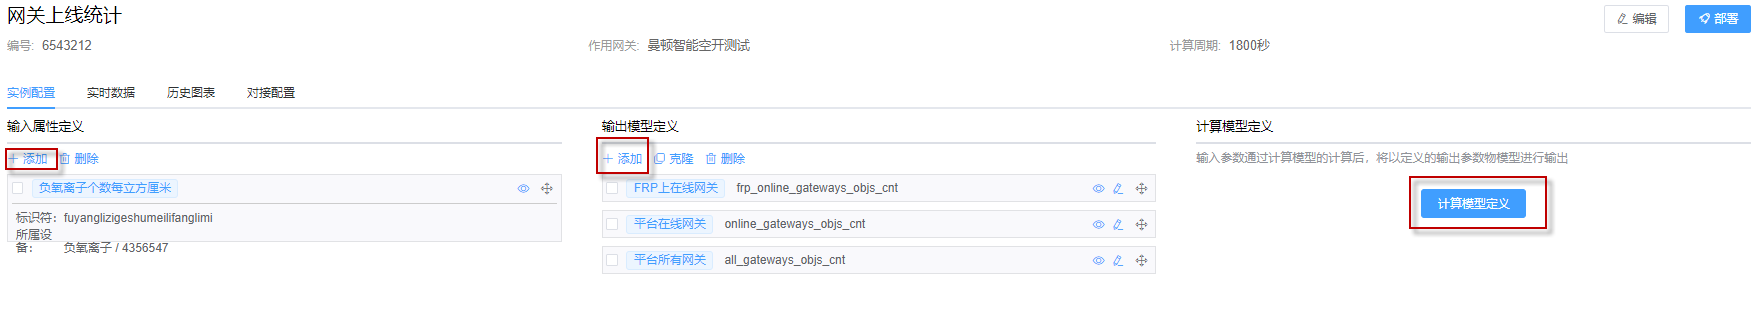 网关上线统计
编辑 部署
编号: 6543212 作用网关: 曼顿智能空开测试 计算周期: 1800秒
实例配置 实时数据 历史图表 对接配置
输入属性定义
添加 删除
负氧离子个数每立方厘米
标识符: fuyanglizigeshumeilifanglimi
所属设
备: 负氧离子 / 4356547
输出模型定义
添加 克隆 删除
FRP上在线网关 frp_online_gateways_objs_cnt
平台在线网关 online_gateways_objs_cnt
平台所有网关 all_gateways_objs_cnt
计算模型定义
输入参数通过计算模型的计算后，将以定义的输出参数物模型进行输出
计算模型定义